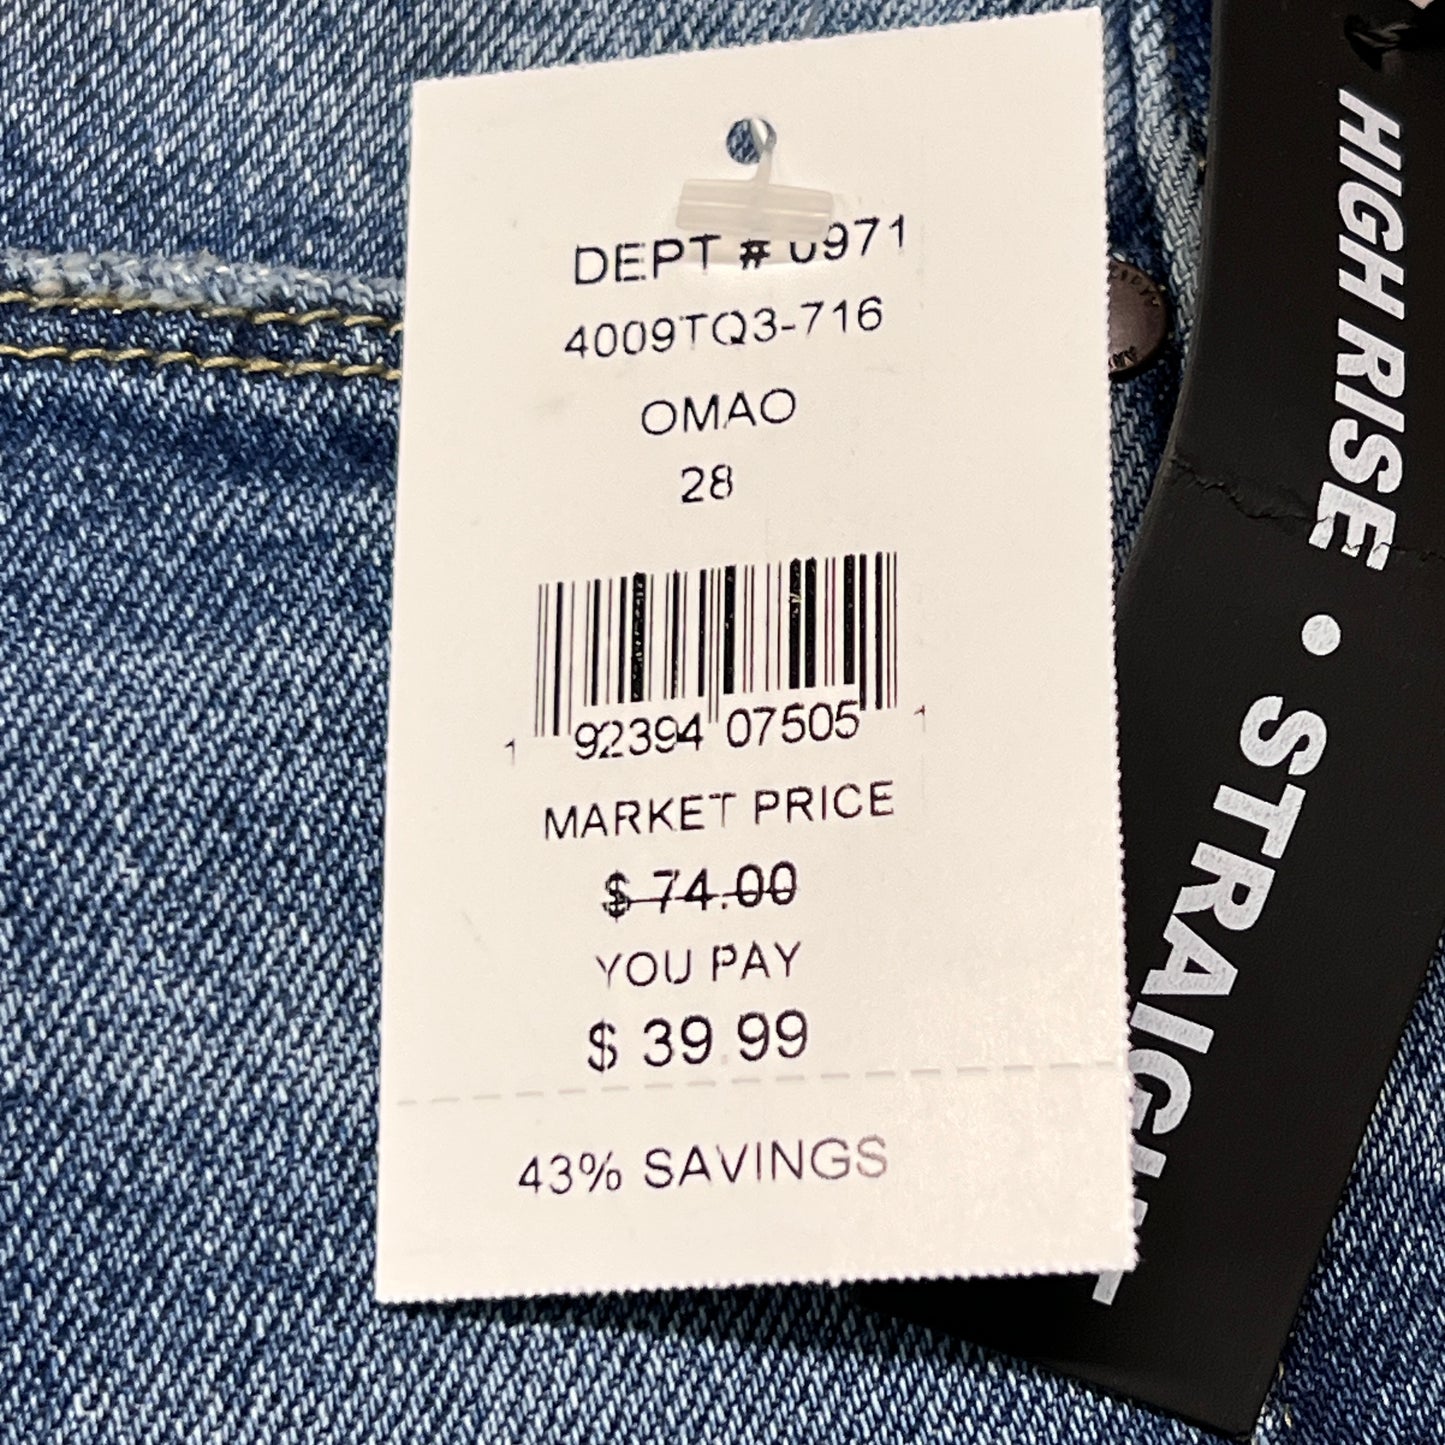 DEPT # 0971
4009TQ3-716
OMAO
28
1 92394 07505 1
MARKET PRICE
$ 74.00
YOU PAY
$ 39.99
43% SAVINGS
HIGH RISE • STRAIGHT